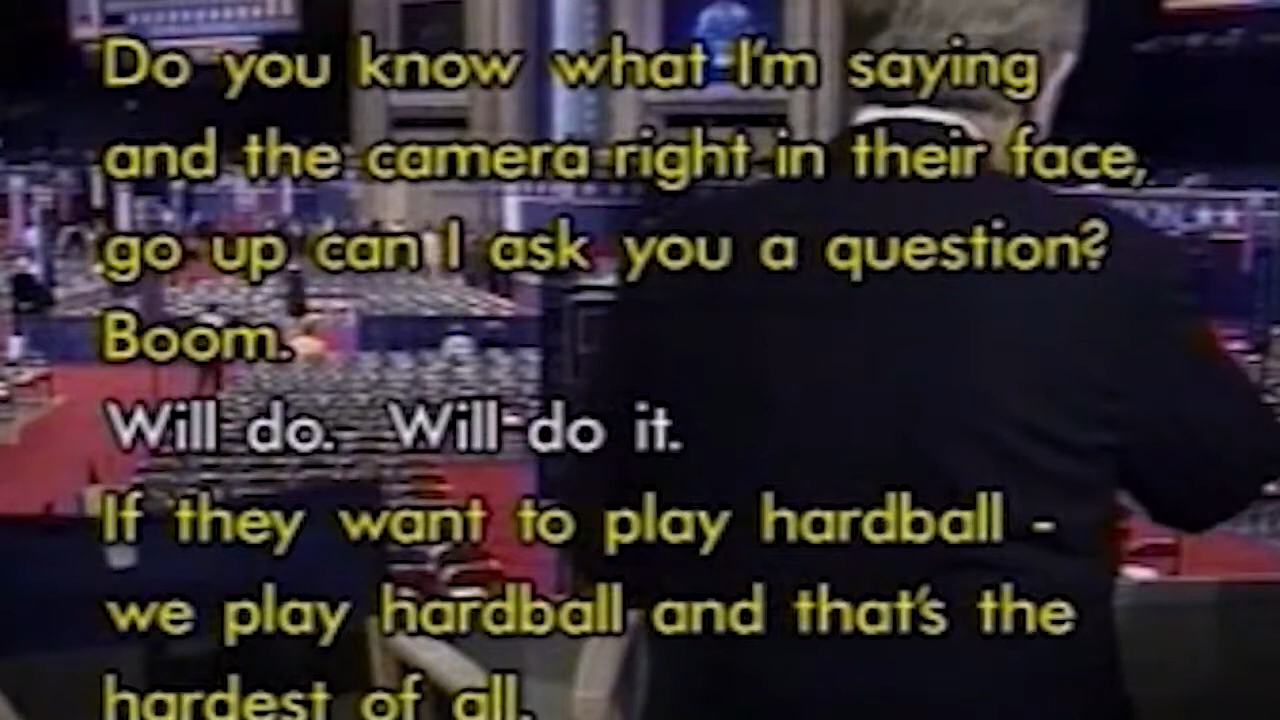 Do you know what I'm saying
and the camera right in their face,
go up can I ask you a question?
Boom.
Will do. Will do it.
If they want to play hardball -
we play hardball and that's the
hardest of all.